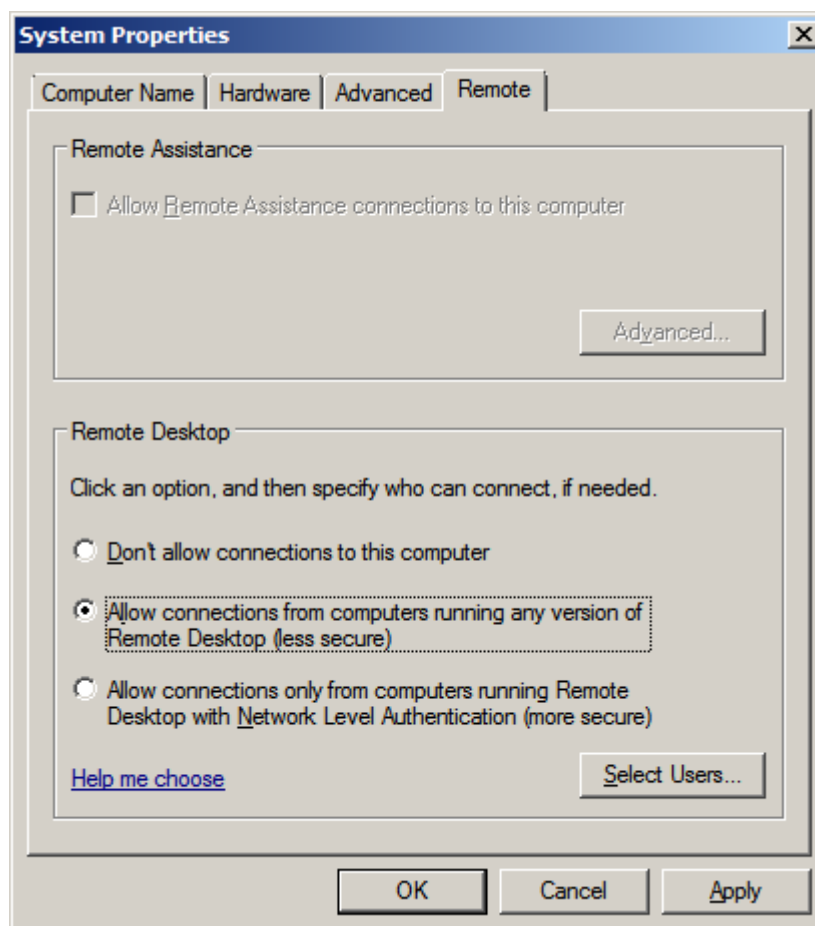 System Properties
Computer Name Hardware Advanced Remote
Remote Assistance
Allow Remote Assistance connections to this computer
Advanced...
Remote Desktop
Click an option, and then specify who can connect, if needed.
Don't allow connections to this computer
Allow connections from computers running any version of
Remote Desktop (less secure)
Allow connections only from computers running Remote
Desktop with Network Level Authentication (more secure)
Help me choose
Select Users...
OK Cancel Apply